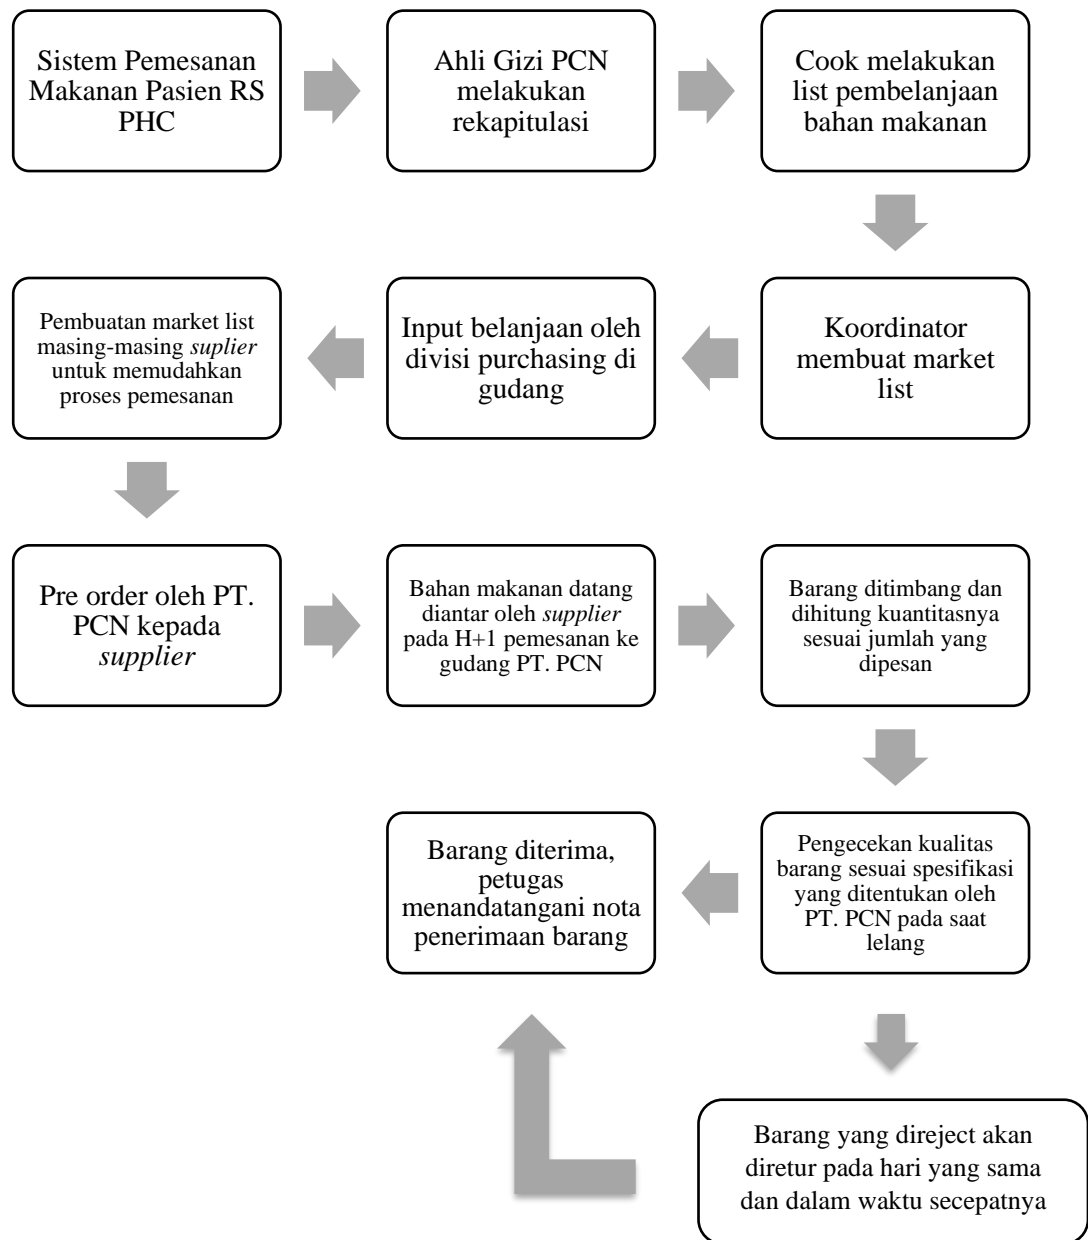 Sistem Pemesanan
Makanan Pasien RS
PHC
Ahli Gizi PCN
melakukan
rekapitulasi
Cook melakukan
list pembelanjaan
bahan makanan
Koordinator
membuat market
list
Input belanjaan oleh
divisi purchasing di
gudang
Pembuatan market list
masing-masing suplier
untuk memudahkan
proses pemesanan
Pre order oleh PT.
PCN kepada
supplier
Bahan makanan datang
diantar oleh supplier
pada H+1 pemesanan ke
gudang PT. PCN
Barang ditimbang dan
dihitung kuantitasnya
sesuai jumlah yang
dipesan
Pengecekan kualitas
barang sesuai spesifikasi
yang ditentukan oleh
PT. PCN pada saat
lelang
Barang diterima,
petugas
menandatangani nota
penerimaan barang
Barang yang direject akan
diretur pada hari yang sama
dan dalam waktu secepatnya